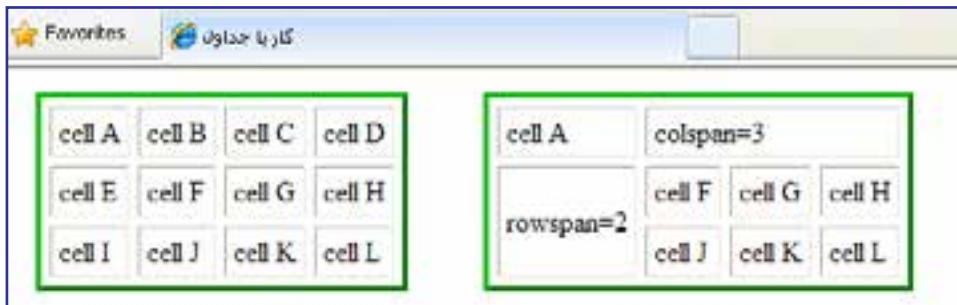 Favorites
کار با جداول
cell A cell B cell C cell D
cell E cell F cell G cell H
cell I cell J cell K cell L
cell A colspan=3
rowspan=2
cell F cell G cell H
cell J cell K cell L